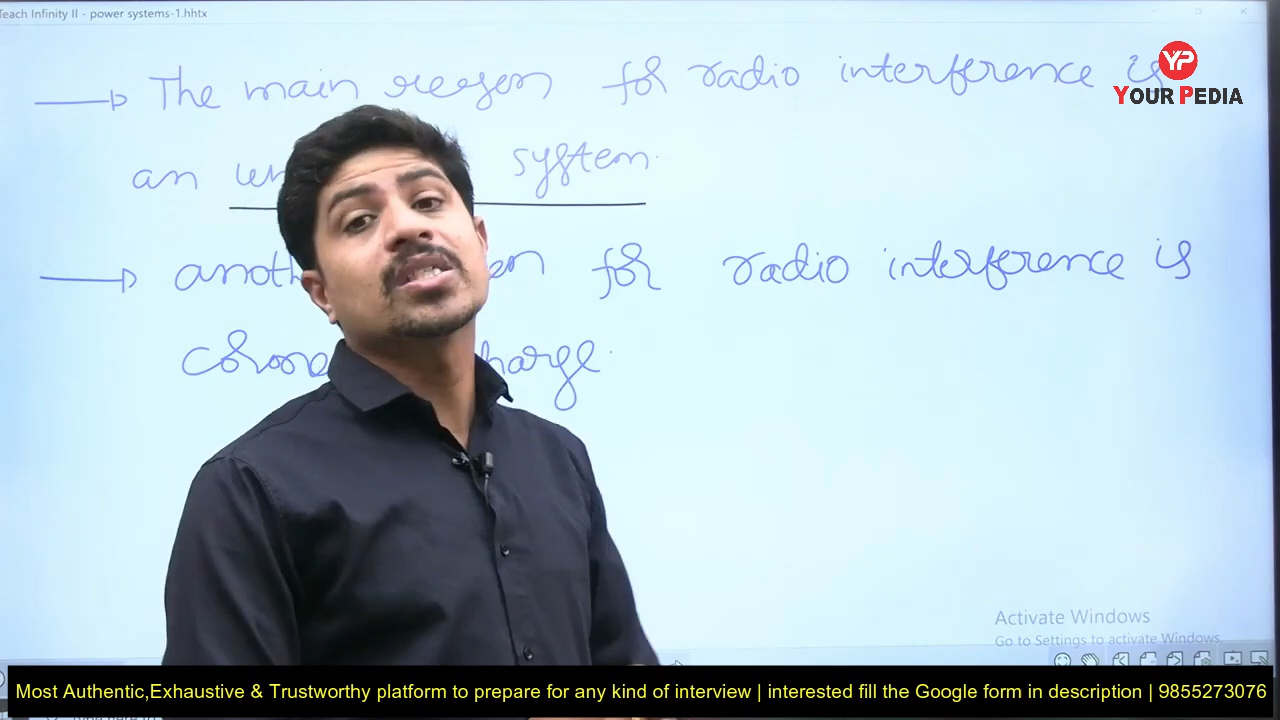 Teach Infinity II - power systems-1.hhtx
The main reason for radio interference is
YP
YOUR PEDIA
an system.
for radio interference is
charge
Activate Windows
Go to Settings to activate Windows.
Most Authentic,Exhaustive & Trustworthy platform to prepare for any kind of interview | interested fill the Google form in description | 9855273076